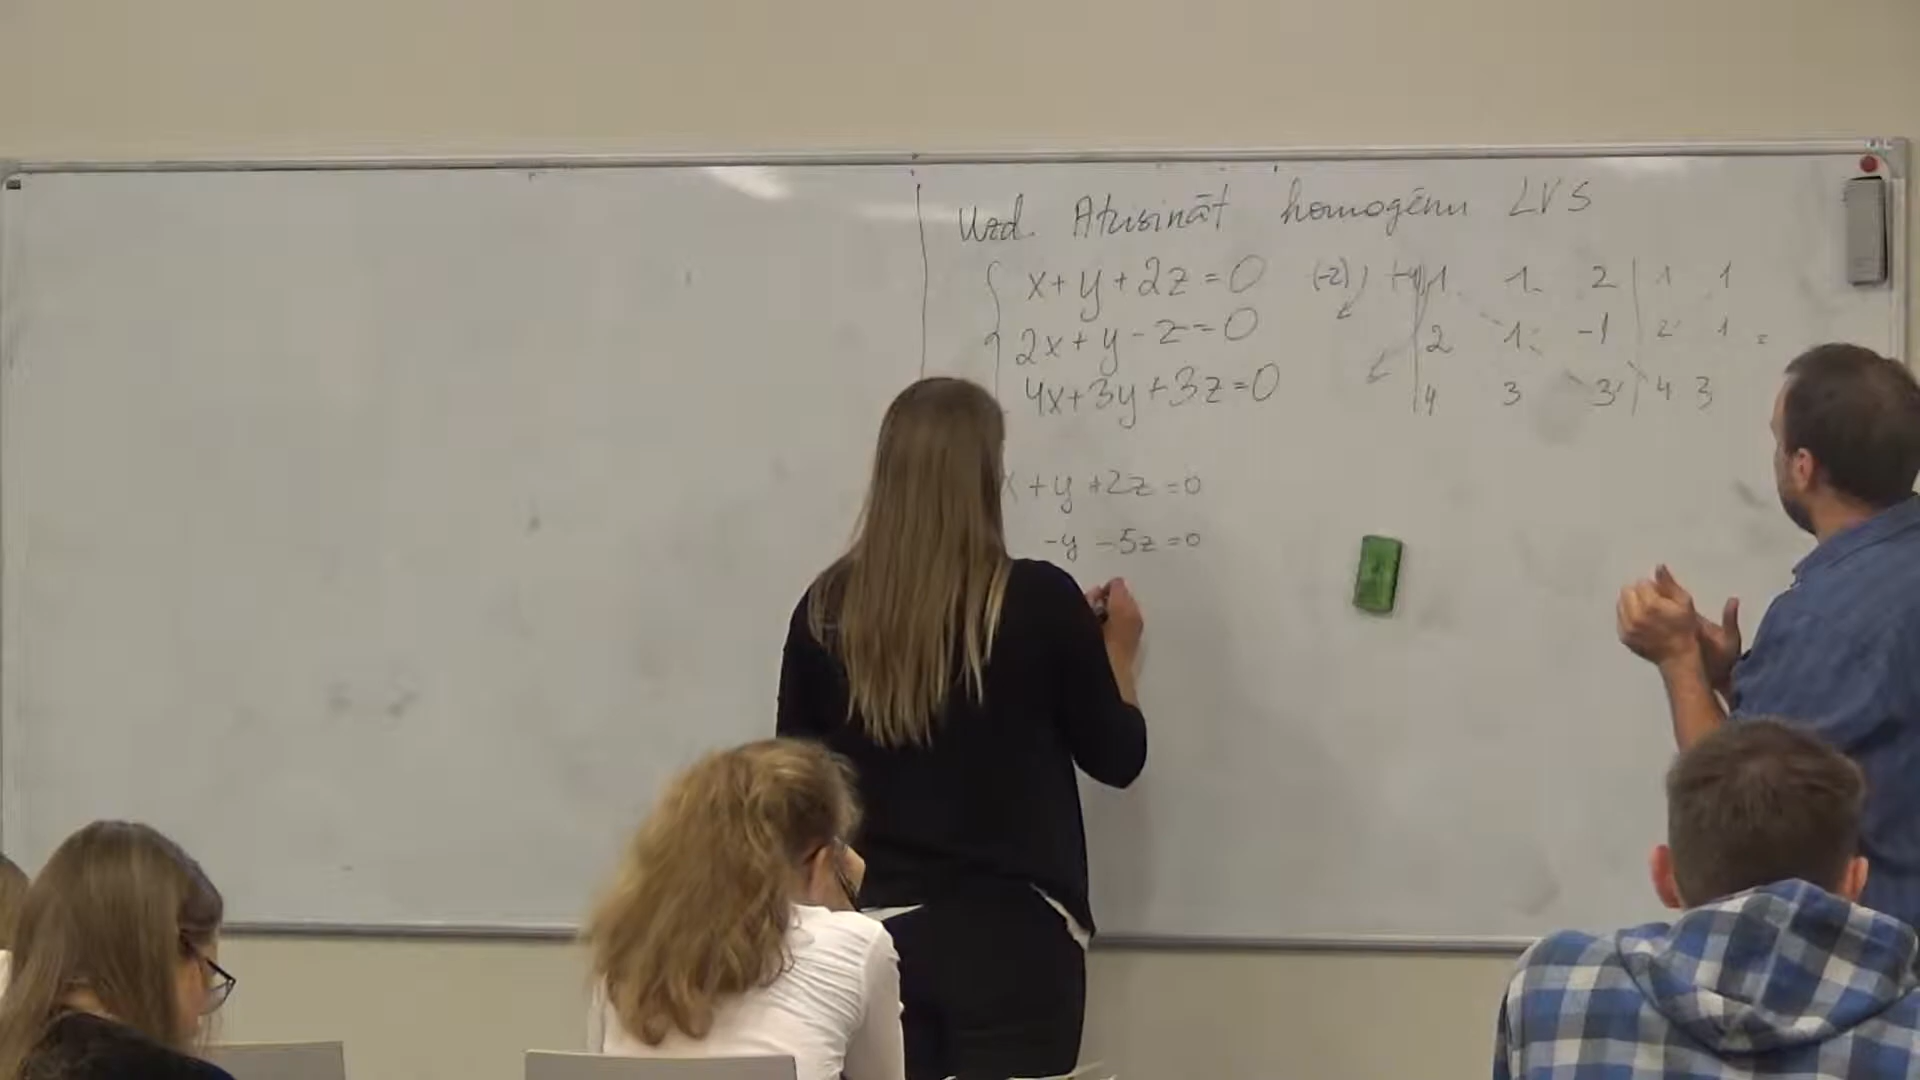 Uzd. Atrisināt homogēnu LVS
x+y+2z=0 (-2) (-4) 1 1 2 | 1 1
2x+y-z=0 2 1 -1 | 2 1 =
4x+3y+3z=0 4 3 3 | 4 3
x+y+2z=0
-y-5z=0